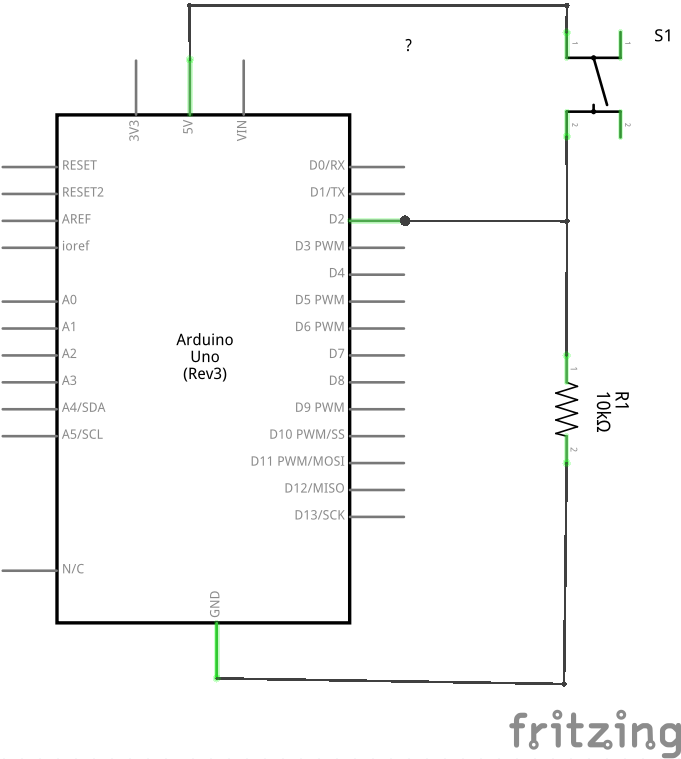 ?
S1
1
1
3V3
5V
VIN
2
2
RESET
D0/RX
RESET2
D1/TX
AREF
D2
ioref
D3 PWM
D4
A0
D5 PWM
A1
D6 PWM
Arduino
Uno
(Rev3)
A2
D7
1
A3
D8
R1
10kΩ
A4/SDA
D9 PWM
A5/SCL
D10 PWM/SS
2
D11 PWM/MOSI
D12/MISO
D13/SCK
N/C
GND
fritzing